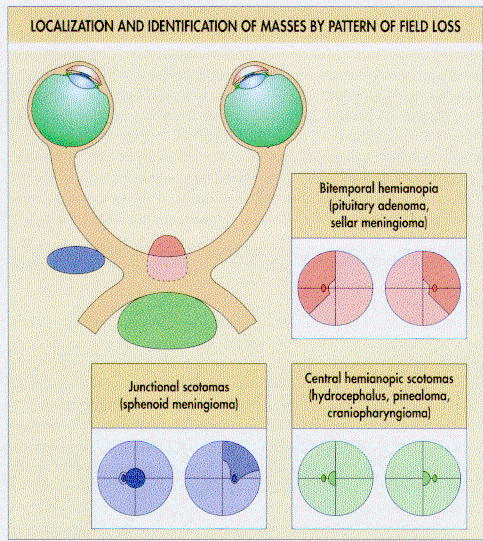 LOCALIZATION AND IDENTIFICATION OF MASSES BY PATTERN OF FIELD LOSS
Bitemporal hemianopia
(pituitary adenoma,
sellar meningioma)
Junctional scotomas
(sphenoid meningioma)
Central hemianopic scotomas
(hydrocephalus, pinealoma,
craniopharyngioma)